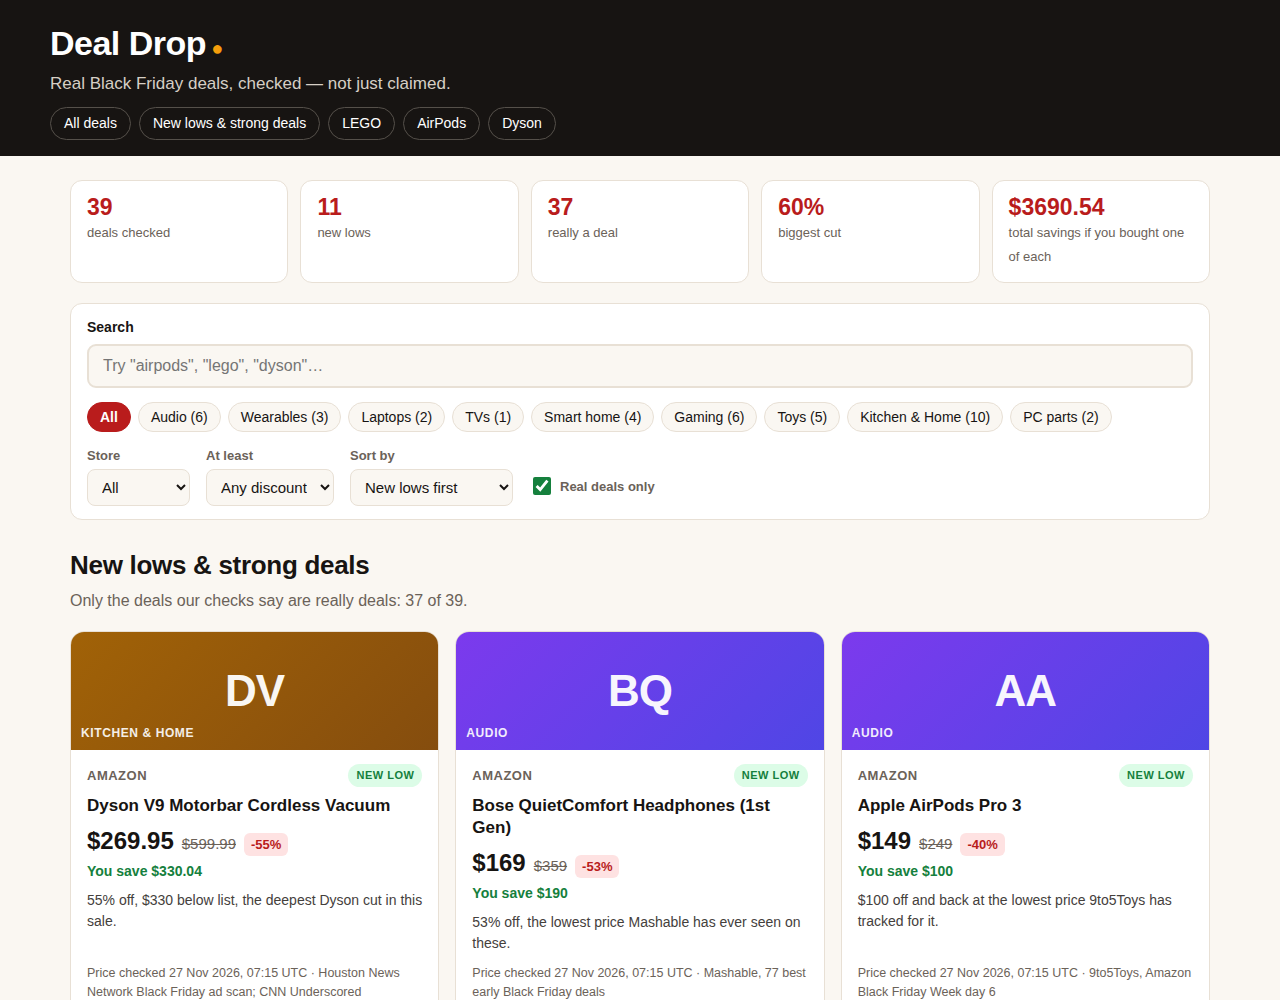 Deal Drop
Real Black Friday deals, checked — not just claimed.
All deals
New lows & strong deals
LEGO
AirPods
Dyson
39
deals checked
11
new lows
37
really a deal
60%
biggest cut
$3690.54
total savings if you bought one
of each
Search
Try "airpods", "lego", "dyson"…
All
Audio (6)
Wearables (3)
Laptops (2)
TVs (1)
Smart home (4)
Gaming (6)
Toys (5)
Kitchen & Home (10)
PC parts (2)
Store
At least
Sort by
All
Any discount
New lows first
Real deals only
New lows & strong deals
Only the deals our checks say are really deals: 37 of 39.
DV
KITCHEN & HOME
AMAZON
NEW LOW
Dyson V9 Motorbar Cordless Vacuum
$269.95 $599.99 -55%
You save $330.04
55% off, $330 below list, the deepest Dyson cut in this
sale.
Price checked 27 Nov 2026, 07:15 UTC · Houston News
Network Black Friday ad scan; CNN Underscored
BQ
AUDIO
AMAZON
NEW LOW
Bose QuietComfort Headphones (1st
Gen)
$169 $359 -53%
You save $190
53% off, the lowest price Mashable has ever seen on
these.
Price checked 27 Nov 2026, 07:15 UTC · Mashable, 77 best
early Black Friday deals
AA
AUDIO
AMAZON
NEW LOW
Apple AirPods Pro 3
$149 $249 -40%
You save $100
$100 off and back at the lowest price 9to5Toys has
tracked for it.
Price checked 27 Nov 2026, 07:15 UTC · 9to5Toys, Amazon
Black Friday Week day 6